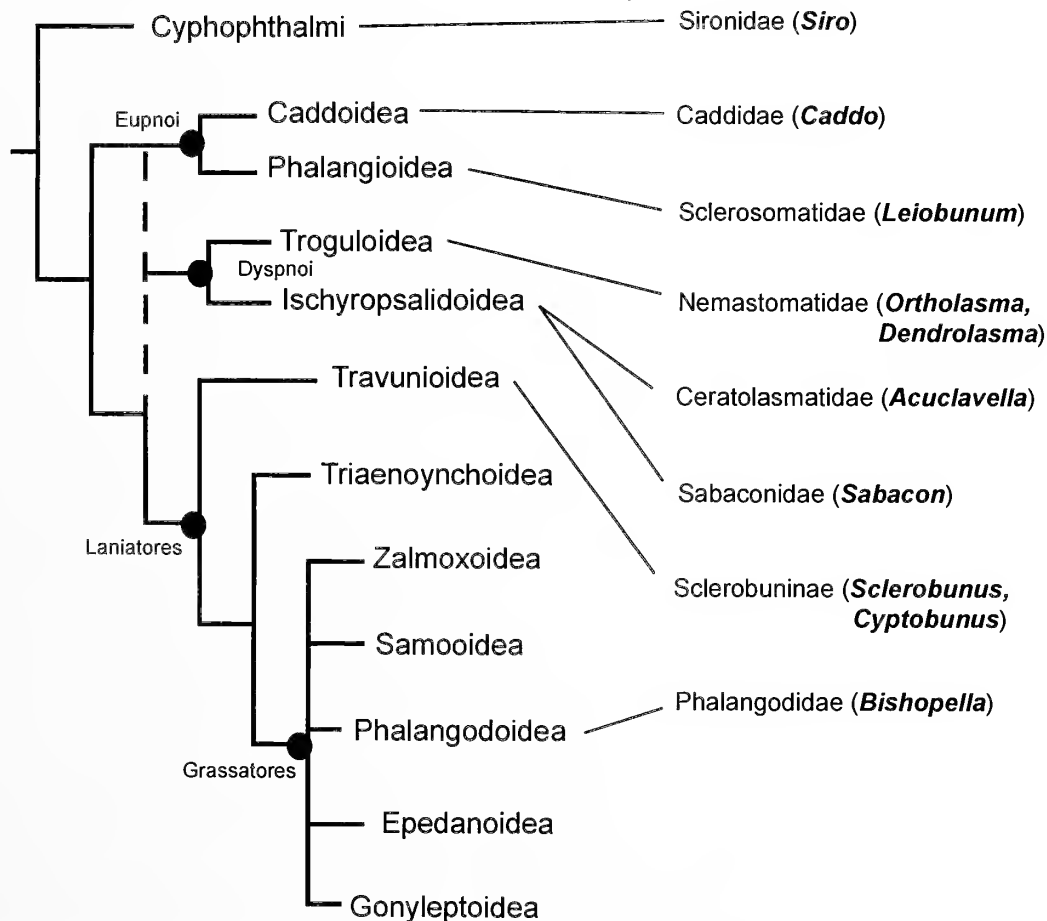 Cyphophthalmi
Sironidae (Siro)
Eupnoi
Caddoidea
Caddidae (Caddo)
Phalangioidea
Sclerosomatidae (Leiobunum)
Troguloidea
Dyspnoi
Ischyropsalidoidea
Nemastomatidae (Ortholasma,
Dendrolasma)
Travunioidea
Ceratolasmatidae (Acuclavella)
Triaenoynchoidea
Sabaconidae (Sabacon)
Laniatores
Zalmoxoidea
Sclerobuninae (Sclerobunus,
Cyptobunus)
Samooidea
Phalangodidae (Bishopella)
Phalangodoidea
Grassatores
Epedanoidea
Gonyleptoidea